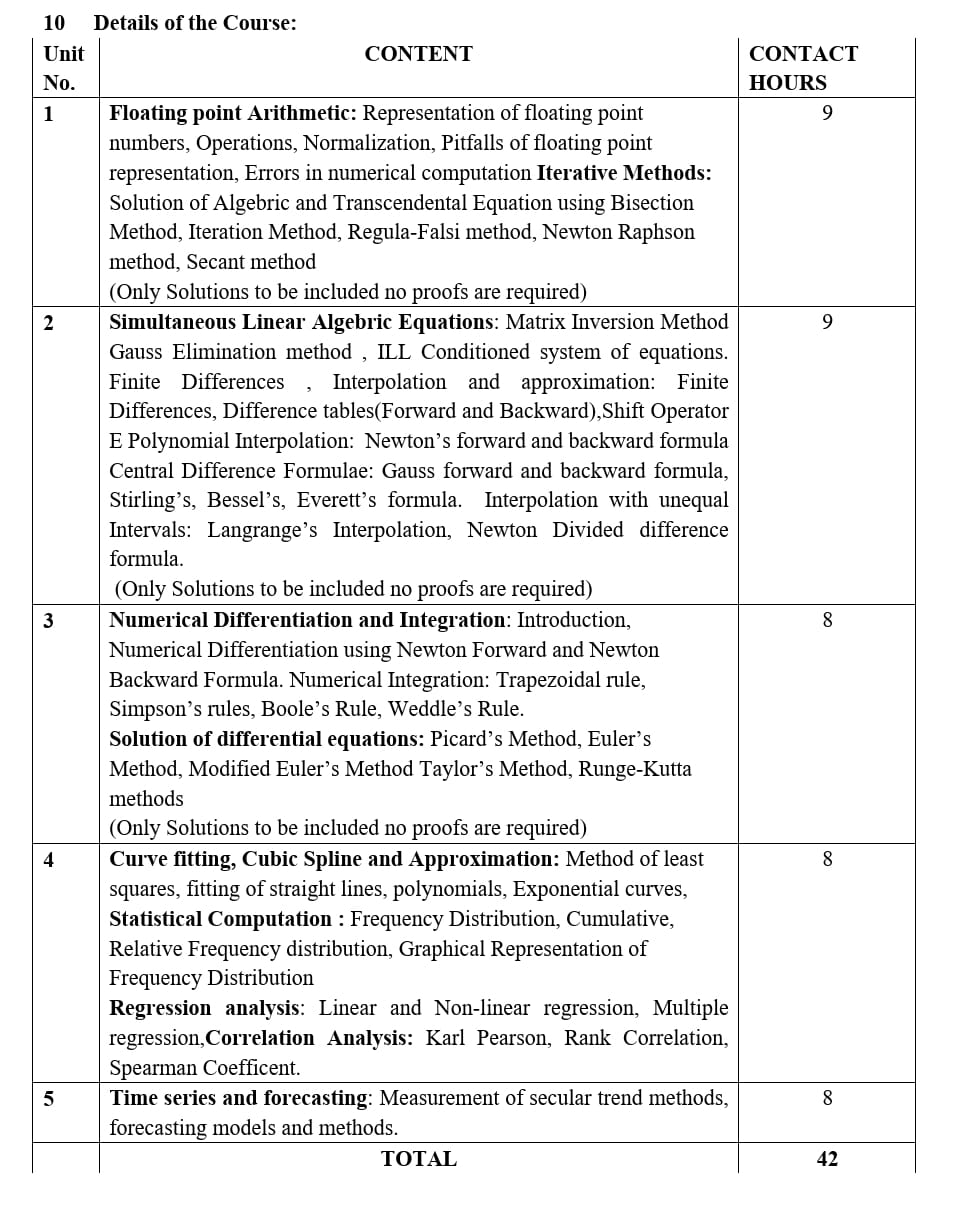 10 Details of the Course:
Unit No. CONTENT CONTACT HOURS
1 Floating point Arithmetic: Representation of floating point 9
numbers, Operations, Normalization, Pitfalls of floating point
representation, Errors in numerical computation Iterative Methods:
Solution of Algebric and Transcendental Equation using Bisection
Method, Iteration Method, Regula-Falsi method, Newton Raphson
method, Secant method
(Only Solutions to be included no proofs are required)
2 Simultaneous Linear Algebric Equations: Matrix Inversion Method 9
Gauss Elimination method , ILL Conditioned system of equations.
Finite Differences , Interpolation and approximation: Finite
Differences, Difference tables(Forward and Backward),Shift Operator
E Polynomial Interpolation: Newton’s forward and backward formula
Central Difference Formulae: Gauss forward and backward formula,
Stirling’s, Bessel’s, Everett’s formula. Interpolation with unequal
Intervals: Langrange’s Interpolation, Newton Divided difference
formula.
(Only Solutions to be included no proofs are required)
3 Numerical Differentiation and Integration: Introduction, 8
Numerical Differentiation using Newton Forward and Newton
Backward Formula. Numerical Integration: Trapezoidal rule,
Simpson’s rules, Boole’s Rule, Weddle’s Rule.
Solution of differential equations: Picard’s Method, Euler’s
Method, Modified Euler’s Method Taylor’s Method, Runge-Kutta
methods
(Only Solutions to be included no proofs are required)
4 Curve fitting, Cubic Spline and Approximation: Method of least 8
squares, fitting of straight lines, polynomials, Exponential curves,
Statistical Computation : Frequency Distribution, Cumulative,
Relative Frequency distribution, Graphical Representation of
Frequency Distribution
Regression analysis: Linear and Non-linear regression, Multiple
regression,Correlation Analysis: Karl Pearson, Rank Correlation,
Spearman Coefficent.
5 Time series and forecasting: Measurement of secular trend methods, 8
forecasting models and methods.
TOTAL 42